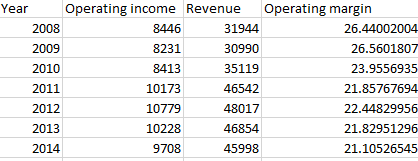 Year Operating income Revenue Operating margin
2008 8446 31944 26.44002004
2009 8231 30990 26.5601807
2010 8413 35119 23.9556935
2011 10173 46542 21.85767694
2012 10779 48017 22.44829956
2013 10228 46854 21.82951296
2014 9708 45998 21.10526545